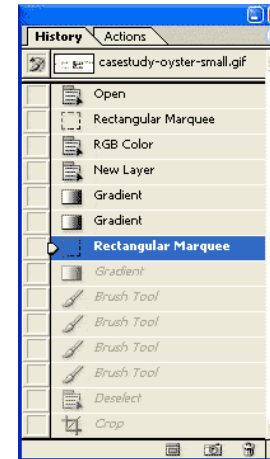 History Actions
casestudy-oyster-small.gif
Open
Rectangular Marquee
RGB Color
New Layer
Gradient
Gradient
Rectangular Marquee
Gradient
Brush Tool
Brush Tool
Brush Tool
Brush Tool
Deselect
Crop